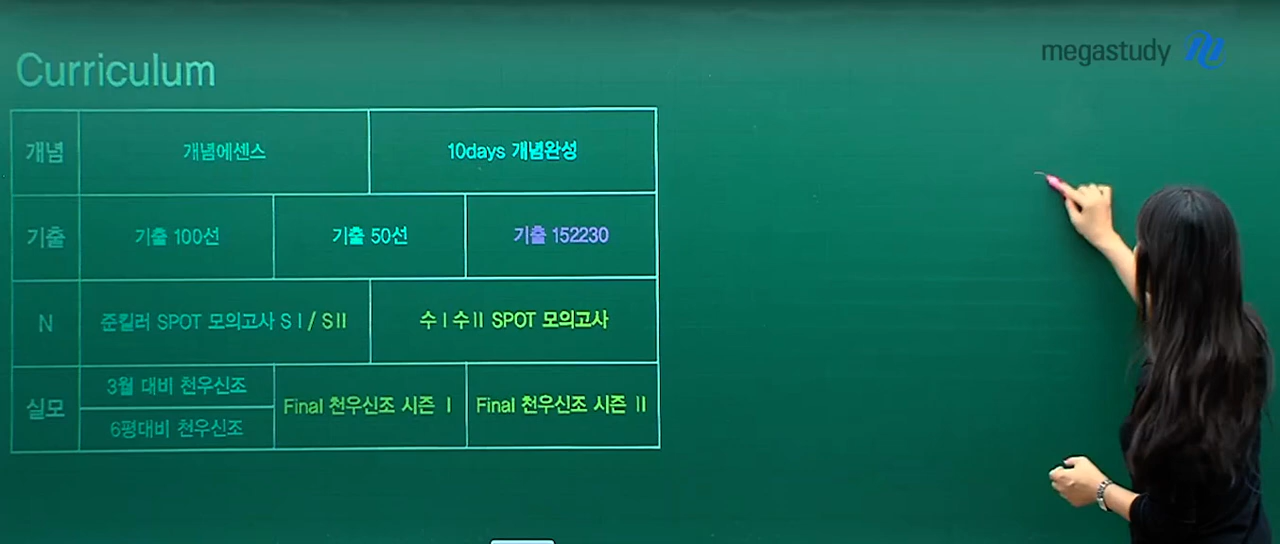 megastudy
Curriculum
개념 개념에센스 10days 개념완성
기출 기출 100선 기출 50선 기출 152230
N 준킬러 SPOT 모의고사 S I / S II 수 I 수 II SPOT 모의고사
실모 3월 대비 천우신조 Final 천우신조 시즌 I Final 천우신조 시즌 II
6평대비 천우신조